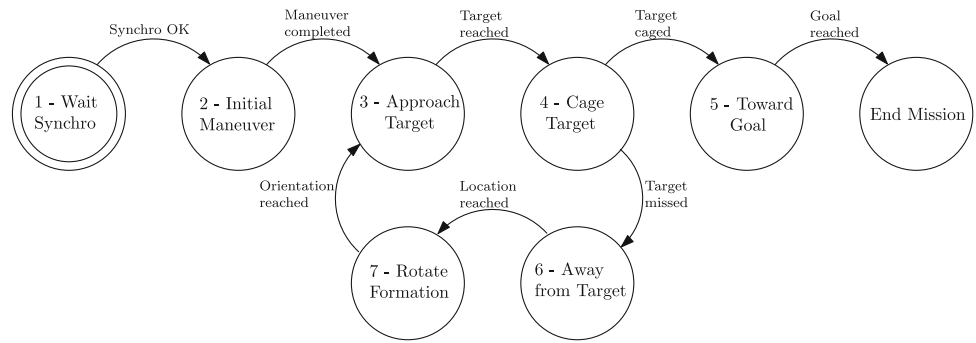 Synchro OK
Maneuver
completed
Target
reached
Target
caged
Goal
reached
1 - Wait
Synchro
2 - Initial
Maneuver
3 - Approach
Target
4 - Cage
Target
5 - Toward
Goal
End Mission
Orientation
reached
Location
reached
Target
missed
7 - Rotate
Formation
6 - Away
from Target